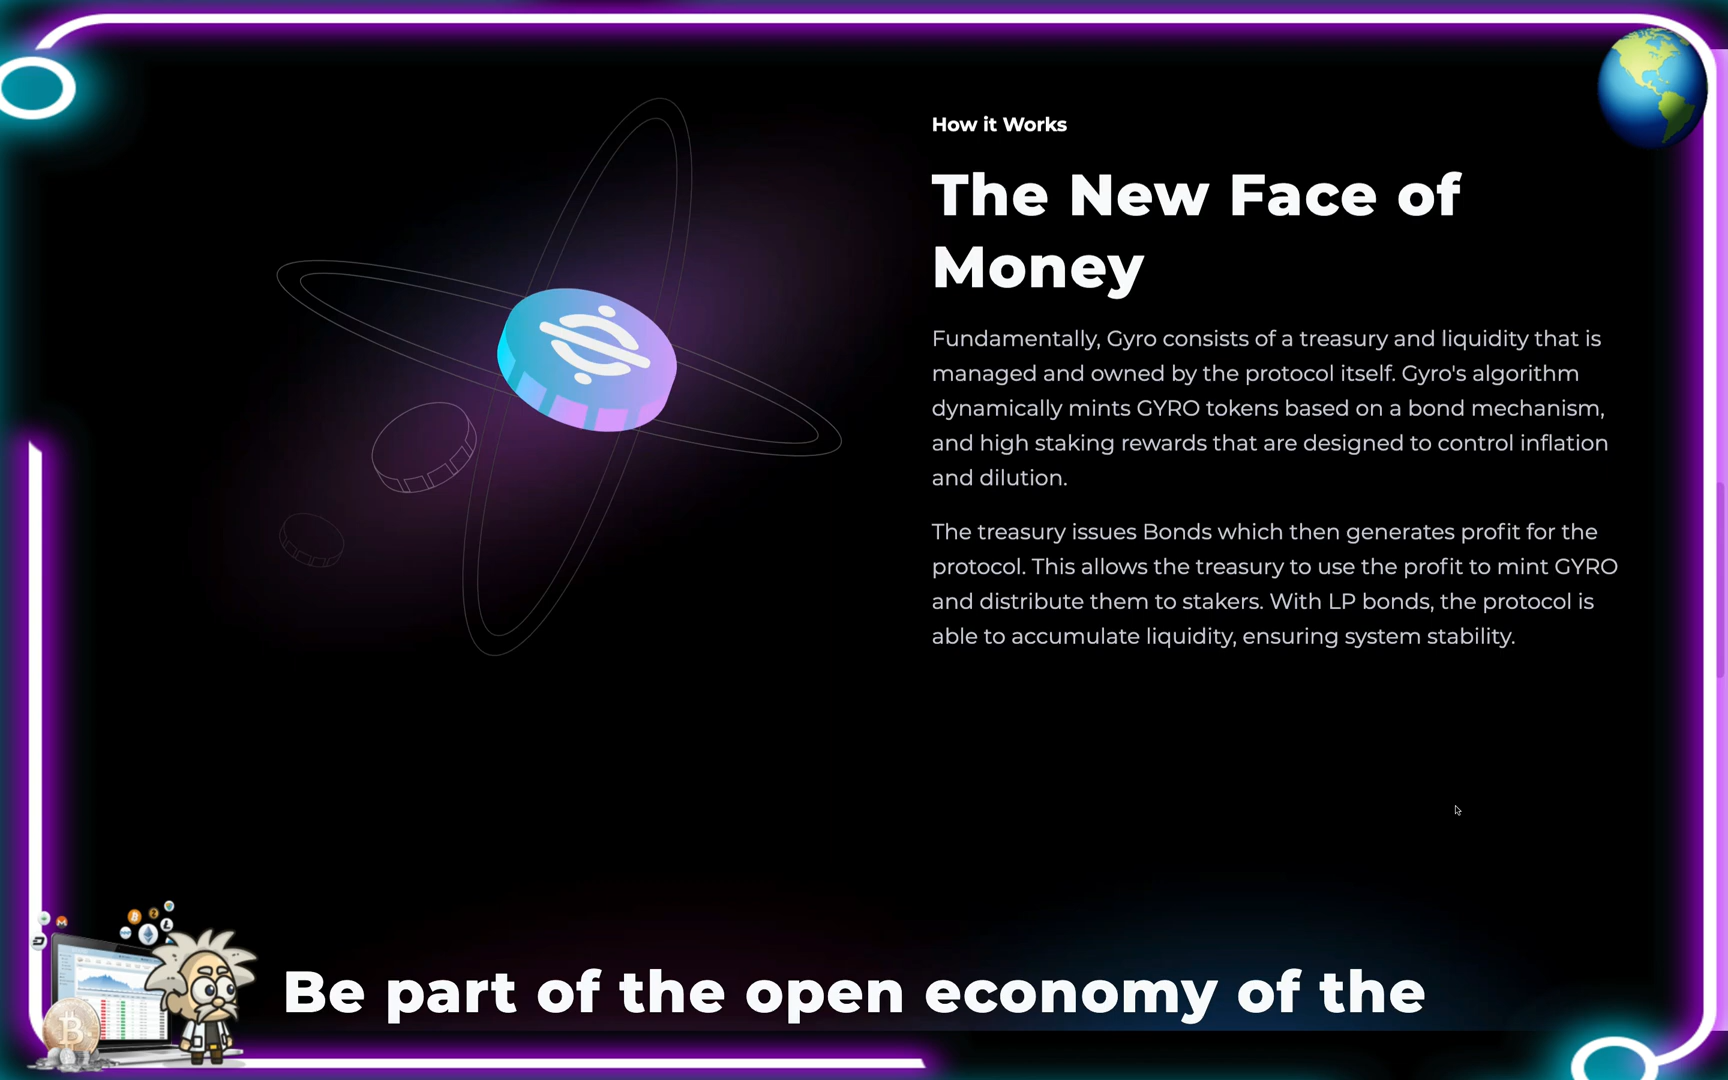 How it Works
The New Face of
Money
Fundamentally, Gyro consists of a treasury and liquidity that is
managed and owned by the protocol itself. Gyro's algorithm
dynamically mints GYRO tokens based on a bond mechanism,
and high staking rewards that are designed to control inflation
and dilution.
The treasury issues Bonds which then generates profit for the
protocol. This allows the treasury to use the profit to mint GYRO
and distribute them to stakers. With LP bonds, the protocol is
able to accumulate liquidity, ensuring system stability.
Be part of the open economy of the